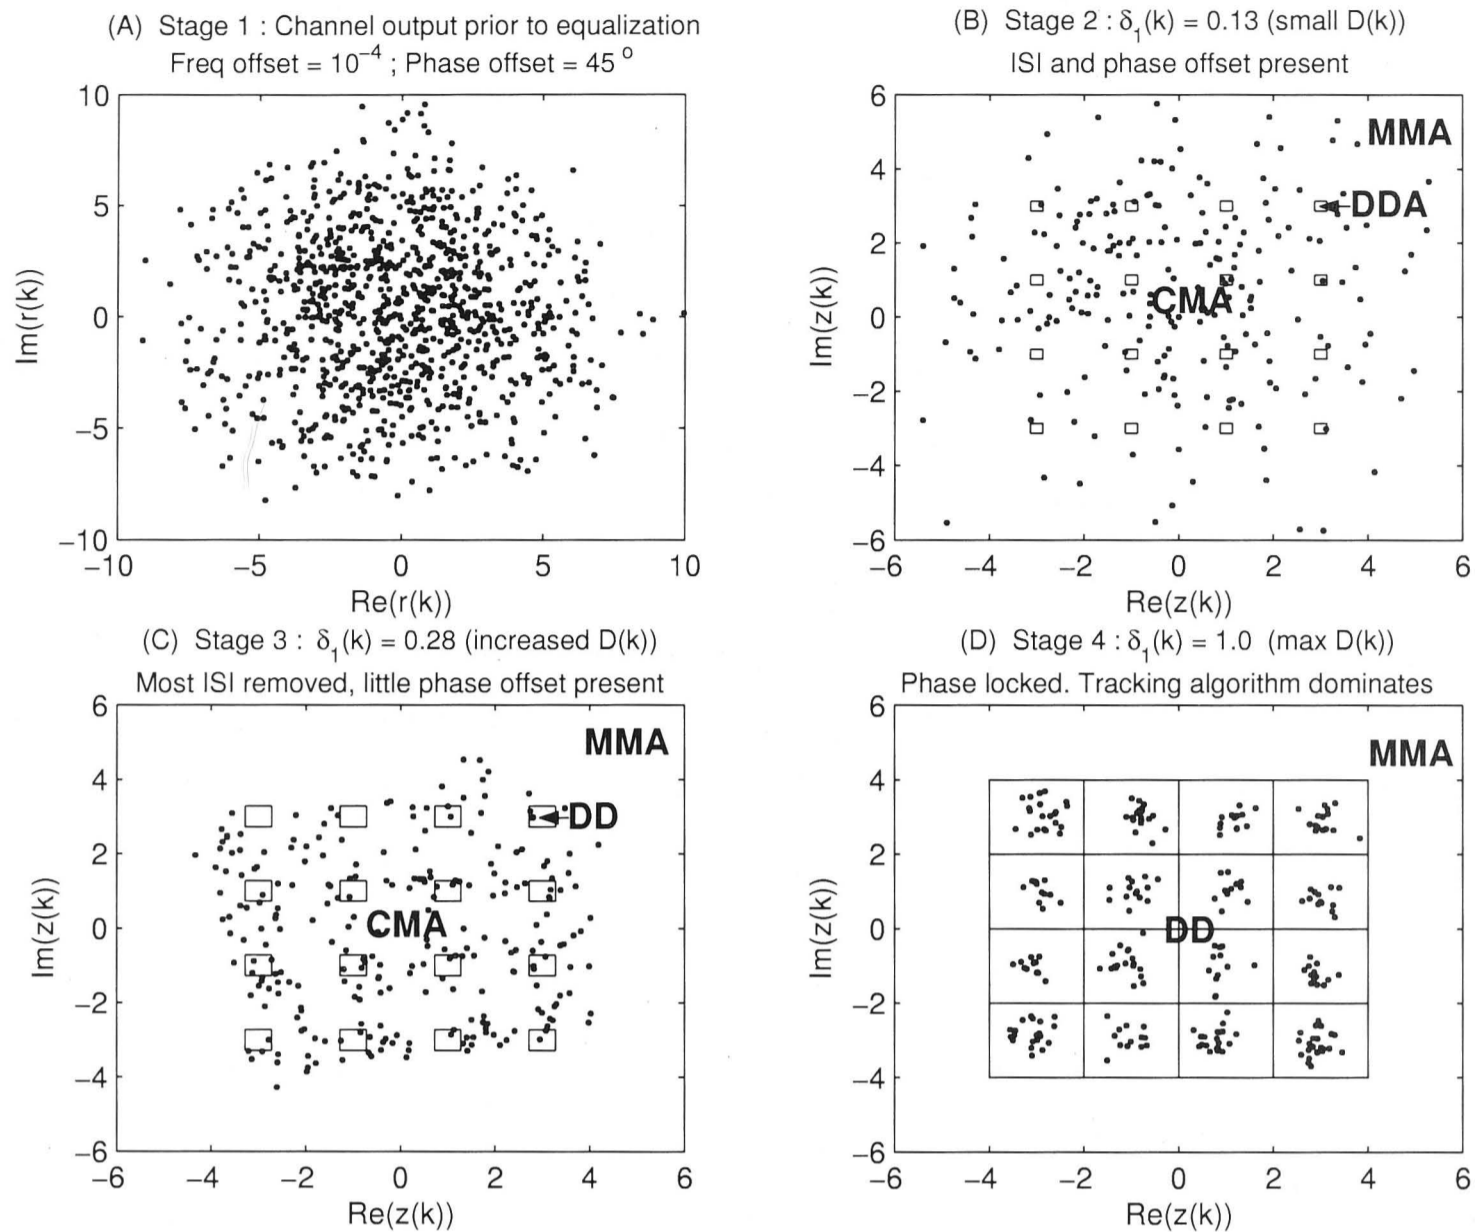 (A) Stage 1 : Channel output prior to equalization
Freq offset = 10⁻⁴ ; Phase offset = 45°
10
5
0
−5
−10
Im(r(k))
−10 −5 0 5 10
Re(r(k))
(B) Stage 2 : δ₁(k) = 0.13 (small D(k))
ISI and phase offset present
6
4
2
0
−2
−4
−6
Im(z(k))
MMA
DDA
CMA
−6 −4 −2 0 2 4 6
Re(z(k))
(C) Stage 3 : δ₁(k) = 0.28 (increased D(k))
Most ISI removed, little phase offset present
6
4
2
0
−2
−4
−6
Im(z(k))
MMA
DD
CMA
−6 −4 −2 0 2 4 6
Re(z(k))
(D) Stage 4 : δ₁(k) = 1.0 (max D(k))
Phase locked. Tracking algorithm dominates
6
4
2
0
−2
−4
−6
Im(z(k))
MMA
DD
−6 −4 −2 0 2 4 6
Re(z(k))